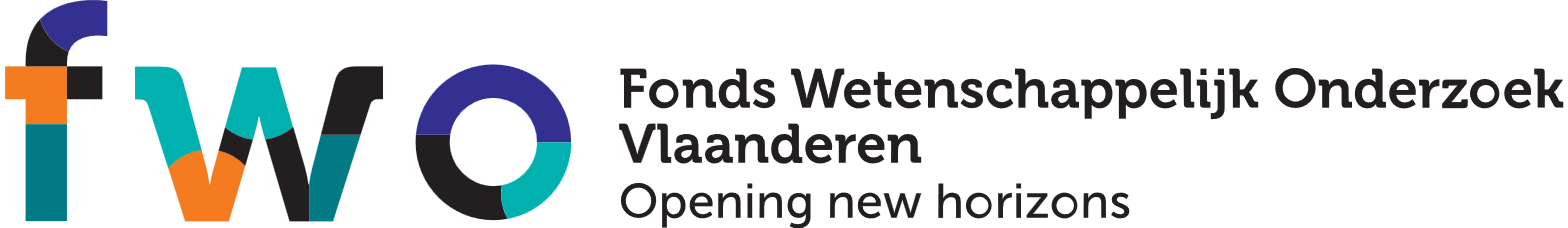 fwo
Fonds Wetenschappelijk Onderzoek
Vlaanderen
Opening new horizons